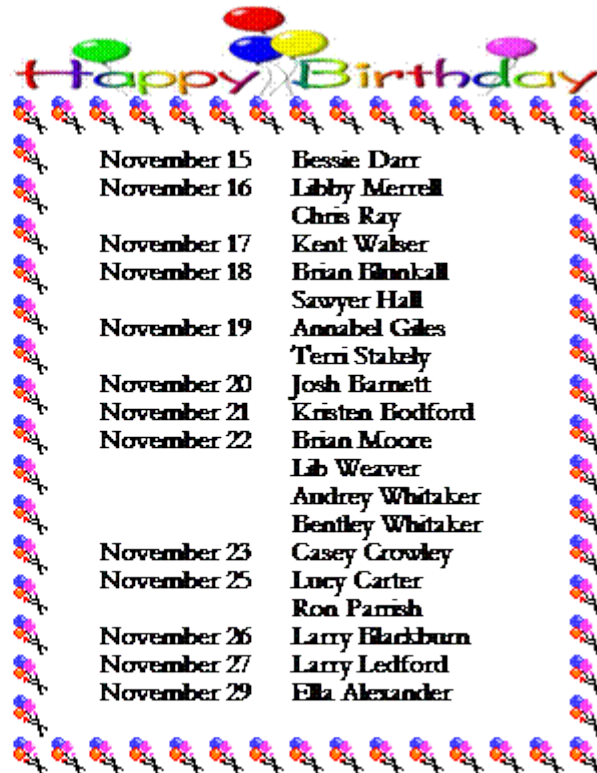 Happy Birthday
November 15 Bessie Darr
November 16 Libby Merrell
Chris Ray
November 17 Kent Walser
November 18 Brian Blunkall
Sawyer Hall
November 19 Annabel Giles
Terri Stakely
November 20 Josh Barnett
November 21 Kristen Bodford
November 22 Brian Moore
Lib Weaver
Audrey Whitaker
Bentley Whitaker
November 23 Casey Crowley
November 25 Lucy Carter
Ron Parrish
November 26 Larry Blackburn
November 27 Larry Ledford
November 29 Ella Alexander